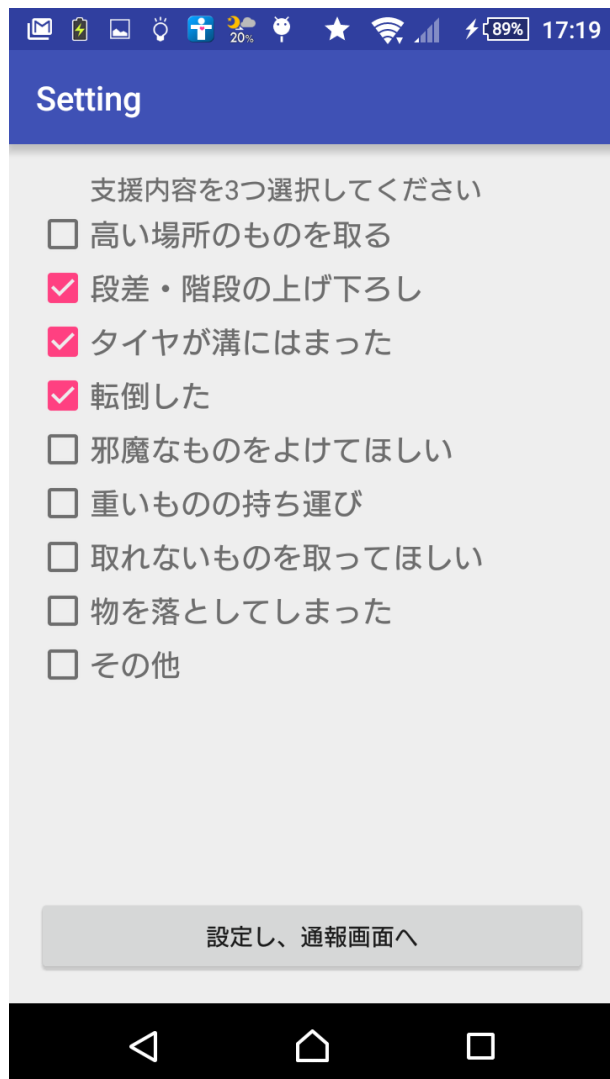 20%
89%
17:19
Setting
支援内容を3つ選択してください
高い場所のものを取る
段差・階段の上げ下ろし
タイヤが溝にはまった
転倒した
邪魔なものをよけてほしい
重いものの持ち運び
取れないものを取ってほしい
物を落としてしまった
その他
設定し、通報画面へ